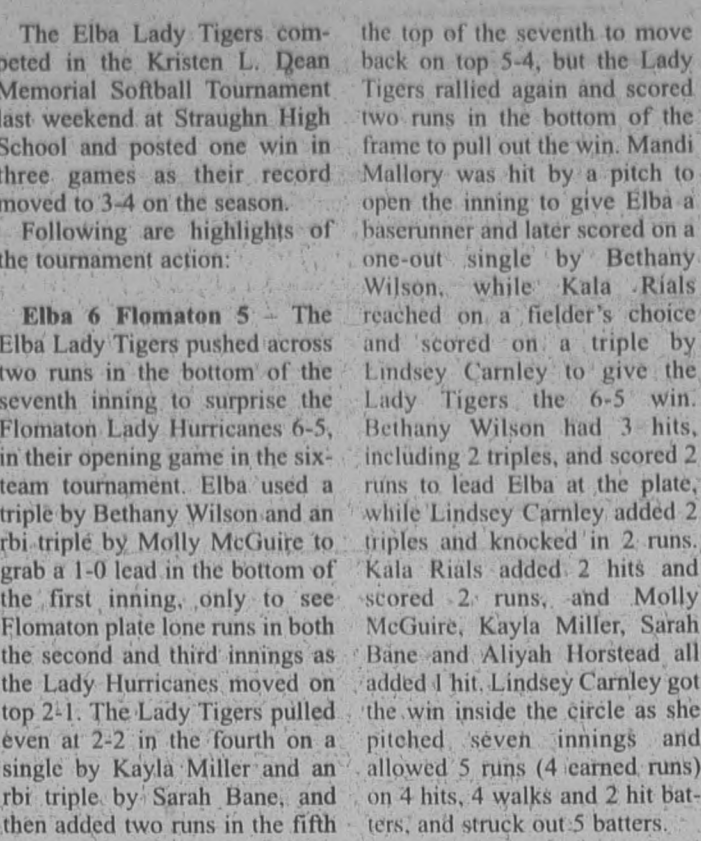 The Elba Lady Tigers com-
peted in the Kristen L. Dean
Memorial Softball Tournament
last weekend at Straughn High
School and posted one win in
three games as their record
moved to 3-4 on the season.
Following are highlights of
the tournament action:
Elba 6 Flomaton 5 – The
Elba Lady Tigers pushed across
two runs in the bottom of the
seventh inning to surprise the
Flomaton Lady Hurricanes 6-5,
in their opening game in the six-
team tournament. Elba used a
triple by Bethany Wilson and an
rbi triple by Molly McGuire to
grab a 1-0 lead in the bottom of
the first inning, only to see
Flomaton plate lone runs in both
the second and third innings as
the Lady Hurricanes moved on
top 2-1. The Lady Tigers pulled
even at 2-2 in the fourth on a
single by Kayla Miller and an
rbi triple by Sarah Bane, and
then added two runs in the fifth
the top of the seventh to move
back on top 5-4, but the Lady
Tigers rallied again and scored
two runs in the bottom of the
frame to pull out the win. Mandi
Mallory was hit by a pitch to
open the inning to give Elba a
baserunner and later scored on a
one-out single by Bethany
Wilson, while Kala Rials
reached on a fielder's choice
and scored on a triple by
Lindsey Carnley to give the
Lady Tigers the 6-5 win.
Bethany Wilson had 3 hits,
including 2 triples, and scored 2
runs to lead Elba at the plate,
while Lindsey Carnley added 2
triples and knocked in 2 runs.
Kala Rials added 2 hits and
scored 2 runs, and Molly
McGuire, Kayla Miller, Sarah
Bane and Aliyah Horstead all
added 1 hit. Lindsey Carnley got
the win inside the circle as she
pitched seven innings and
allowed 5 runs (4 earned runs)
on 4 hits, 4 walks and 2 hit bat-
ters, and struck out 5 batters.